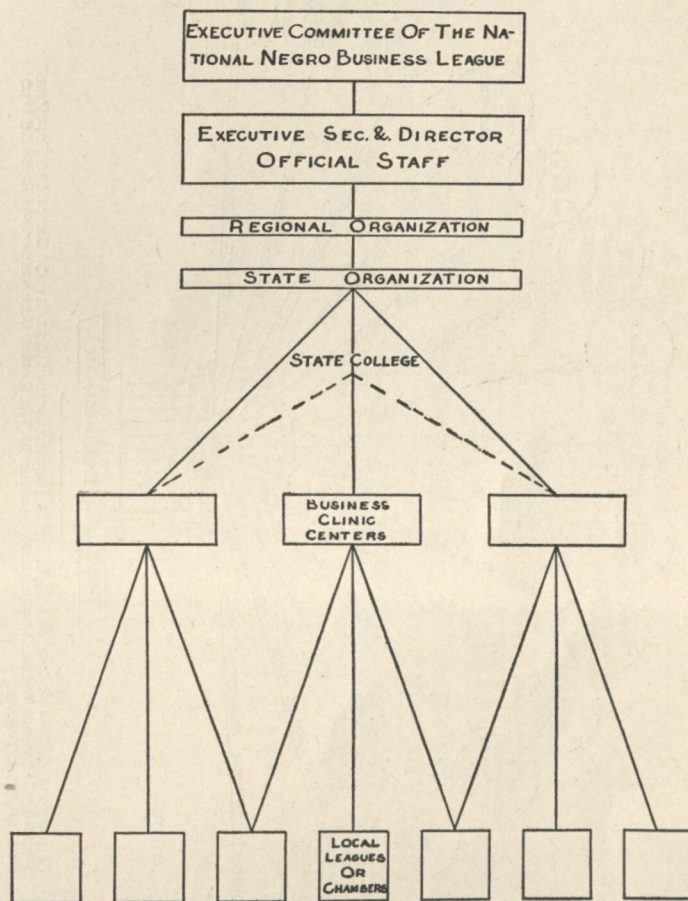 EXECUTIVE COMMITTEE OF THE NA-
TIONAL NEGRO BUSINESS LEAGUE
EXECUTIVE SEC. & DIRECTOR
OFFICIAL STAFF
REGIONAL ORGANIZATION
STATE ORGANIZATION
STATE COLLEGE
BUSINESS
CLINIC
CENTERS
LOCAL
LEAGUES
OR
CHAMBERS